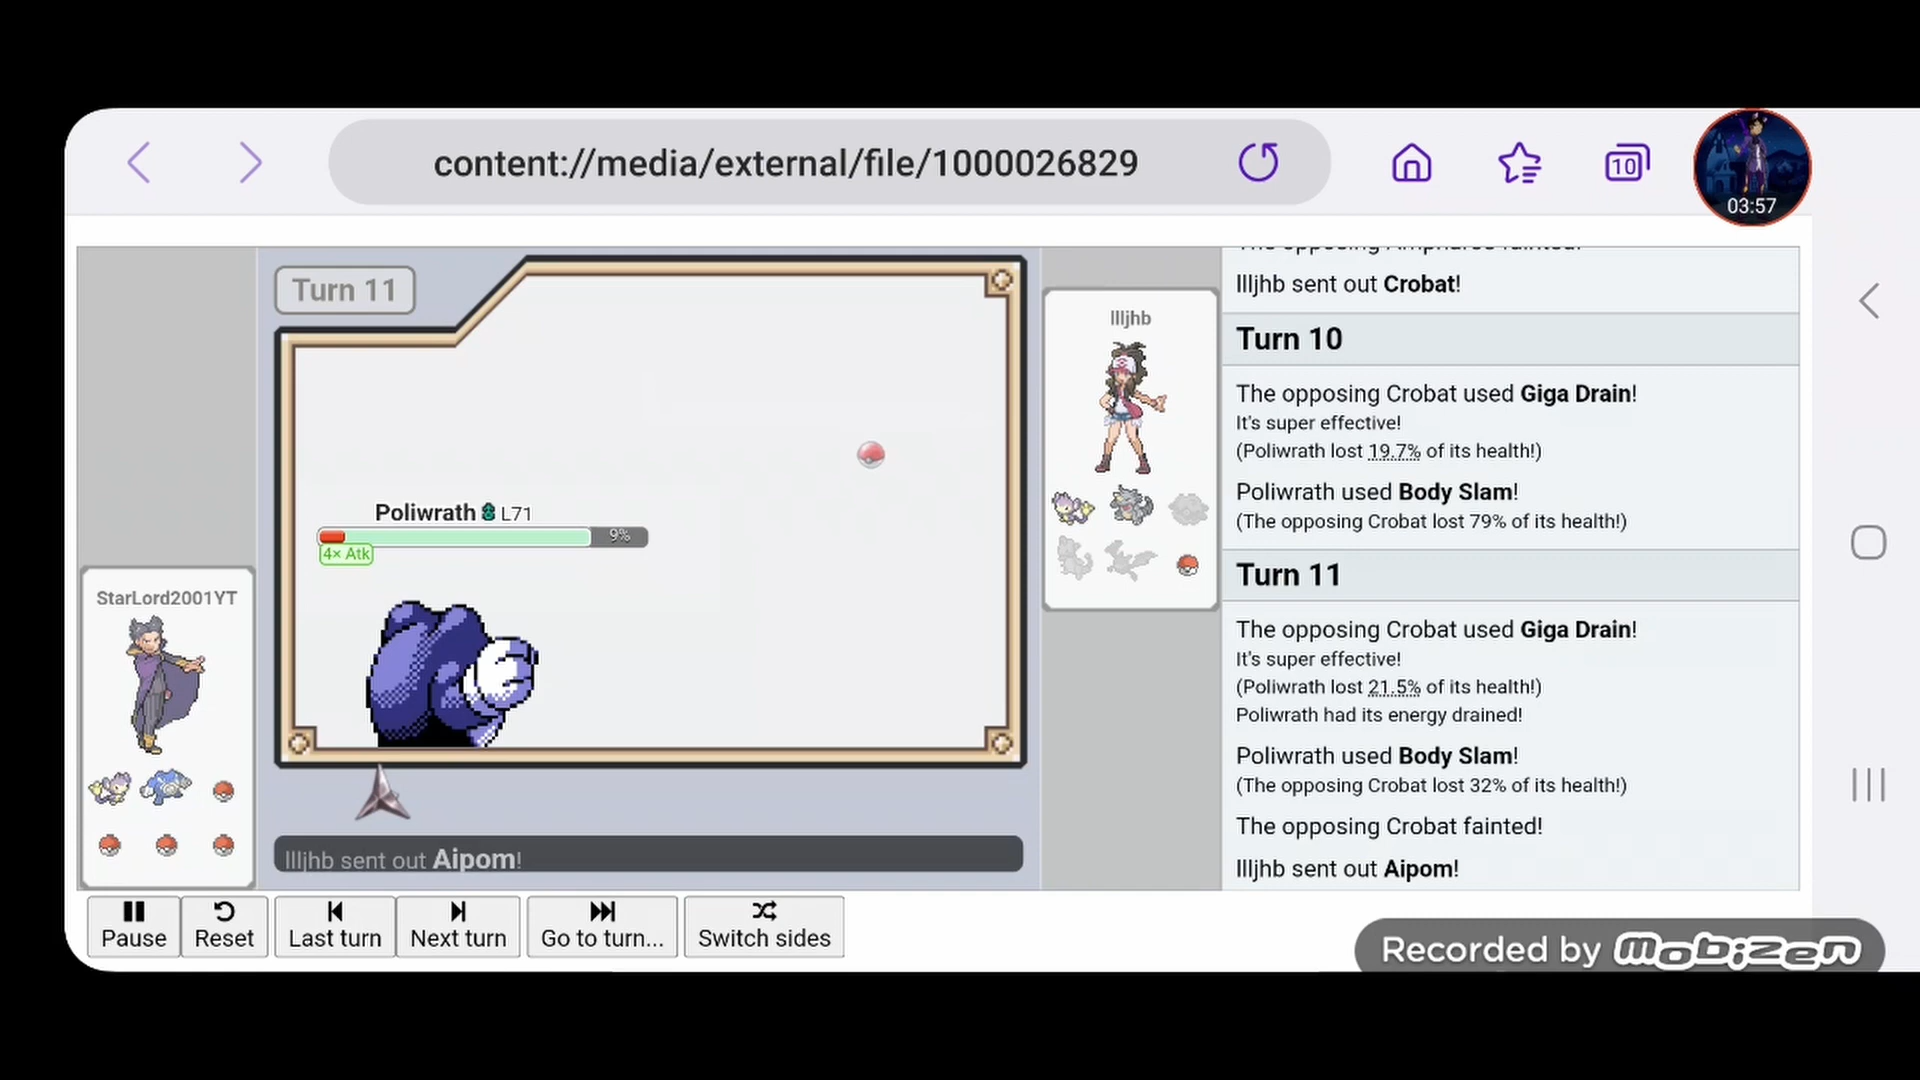 content://media/external/file/1000026829
10
03:57
Turn 11
Poliwrath L71
9%
4× Atk
StarLord2001YT
llljhb
llljhb sent out Aipom!
llljhb sent out Crobat!
Turn 10
The opposing Crobat used Giga Drain!
It's super effective!
(Poliwrath lost 19.7% of its health!)
Poliwrath used Body Slam!
(The opposing Crobat lost 79% of its health!)
Turn 11
The opposing Crobat used Giga Drain!
It's super effective!
(Poliwrath lost 21.5% of its health!)
Poliwrath had its energy drained!
Poliwrath used Body Slam!
(The opposing Crobat lost 32% of its health!)
The opposing Crobat fainted!
llljhb sent out Aipom!
Pause
Reset
Last turn
Next turn
Go to turn...
Switch sides
Recorded by Mobizen